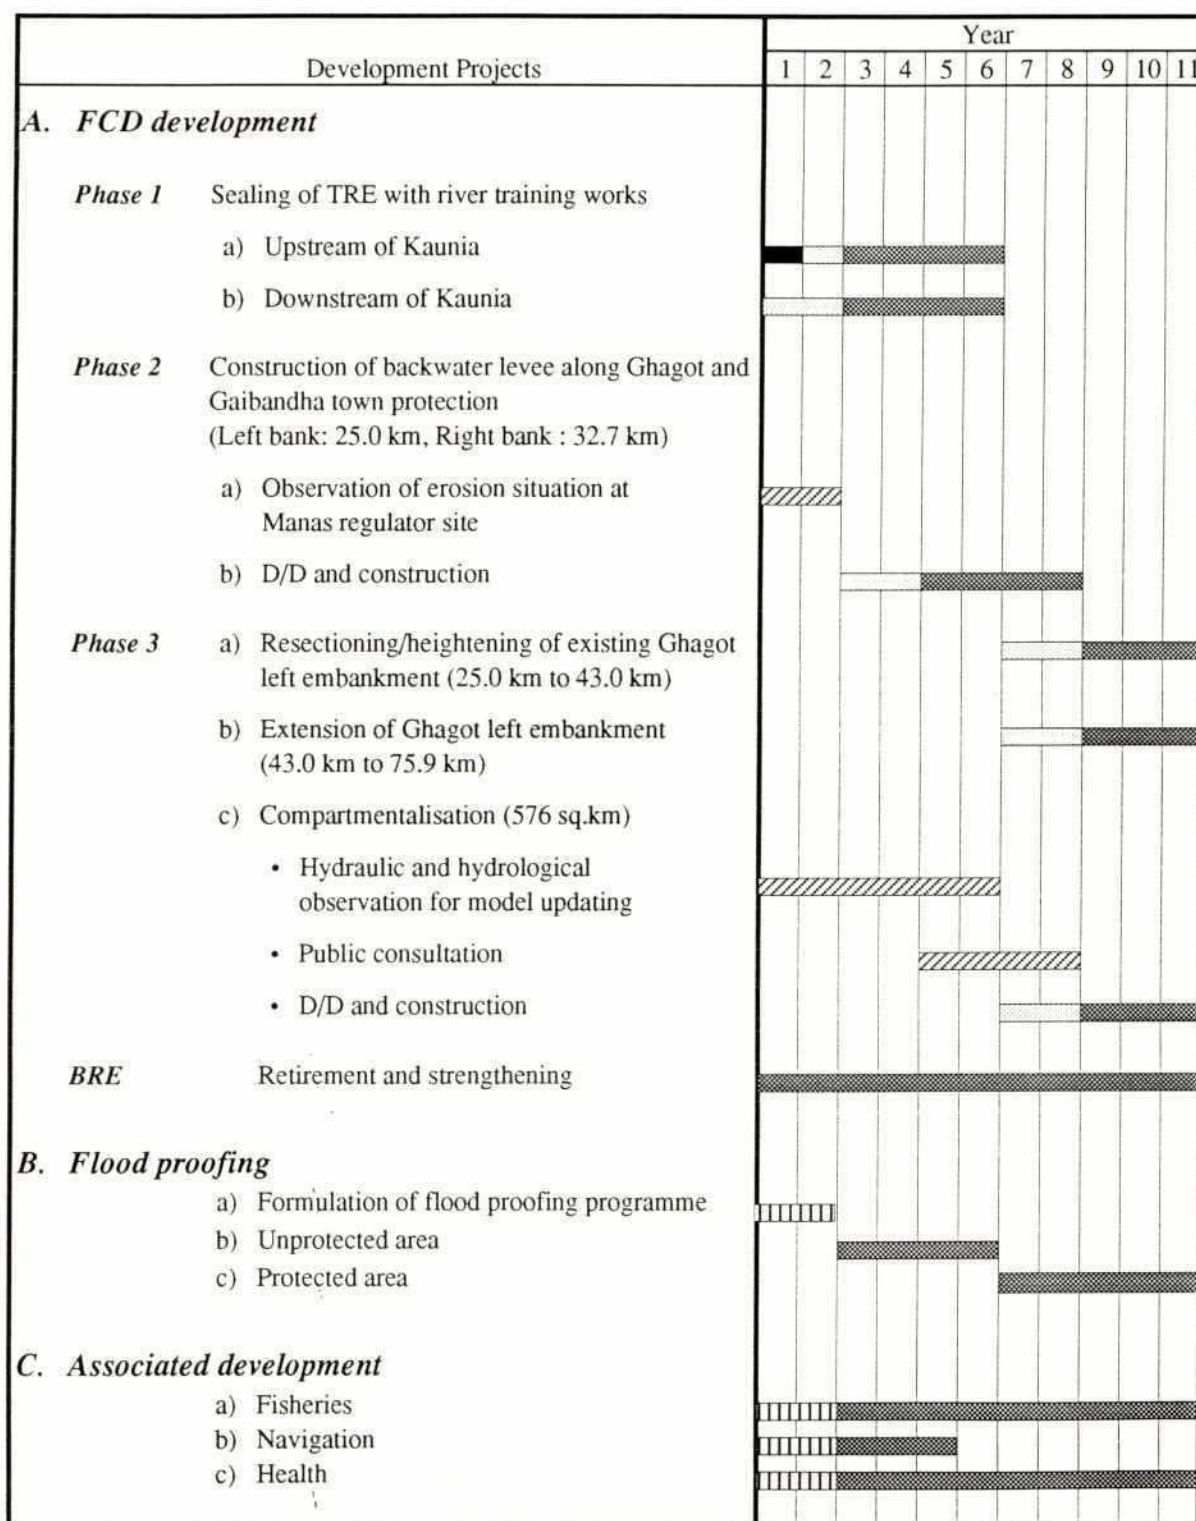 Year
Development Projects 1 2 3 4 5 6 7 8 9 10 11
A. FCD development
Phase 1 Sealing of TRE with river training works
a) Upstream of Kaunia
b) Downstream of Kaunia
Phase 2 Construction of backwater levee along Ghagot and
Gaibandha town protection
(Left bank: 25.0 km, Right bank : 32.7 km)
a) Observation of erosion situation at
Manas regulator site
b) D/D and construction
Phase 3 a) Resectioning/heightening of existing Ghagot
left embankment (25.0 km to 43.0 km)
b) Extension of Ghagot left embankment
(43.0 km to 75.9 km)
c) Compartmentalisation (576 sq.km)
• Hydraulic and hydrological
observation for model updating
• Public consultation
• D/D and construction
BRE Retirement and strengthening
B. Flood proofing
a) Formulation of flood proofing programme
b) Unprotected area
c) Protected area
C. Associated development
a) Fisheries
b) Navigation
c) Health